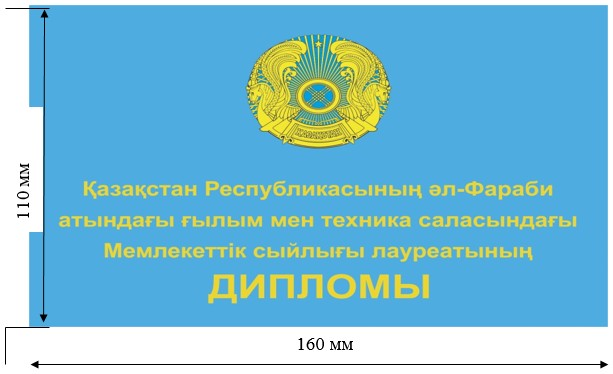 Қазақстан Республикасының әл-Фараби
атындағы ғылым мен техника саласындағы
Мемлекеттік сыйлығы лауреатының
ДИПЛОМЫ
110 мм
160 мм